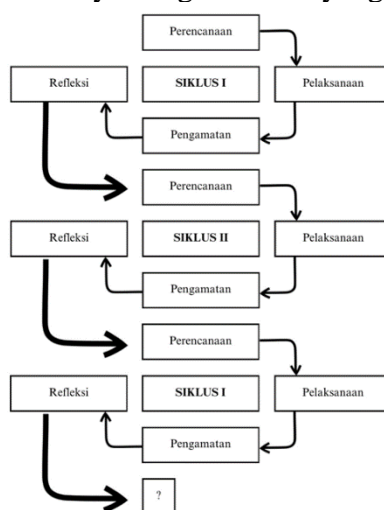 Perencanaan
Refleksi
SIKLUS I
Pelaksanaan
Pengamatan
Perencanaan
Refleksi
SIKLUS II
Pelaksanaan
Pengamatan
Perencanaan
Refleksi
SIKLUS I
Pelaksanaan
Pengamatan
?